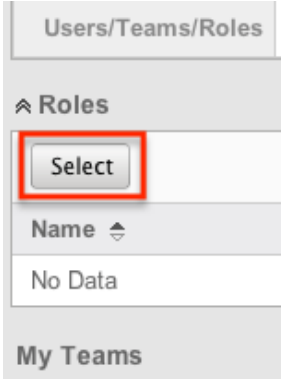 Users/Teams/Roles
Roles
Select
Name
No Data
My Teams